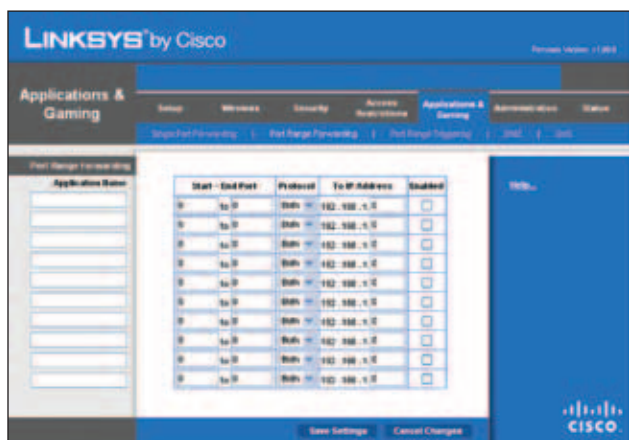 LINKSYS® by Cisco
Firmware Version: v1.00.0
Applications & Gaming
Setup Wireless Security Access Restrictions Applications & Gaming Administration Status
Single Port Forwarding | Port Range Forwarding | Port Range Triggering | DMZ | QoS
Port Range Forwarding
Application Name
Start ~ End Port Protocol To IP Address Enabled
Help...
0 to 0 Both 192 . 168 . 1. 0
0 to 0 Both 192 . 168 . 1. 0
0 to 0 Both 192 . 168 . 1. 0
0 to 0 Both 192 . 168 . 1. 0
0 to 0 Both 192 . 168 . 1. 0
0 to 0 Both 192 . 168 . 1. 0
0 to 0 Both 192 . 168 . 1. 0
0 to 0 Both 192 . 168 . 1. 0
0 to 0 Both 192 . 168 . 1. 0
0 to 0 Both 192 . 168 . 1. 0
Save Settings Cancel Changes
CISCO.